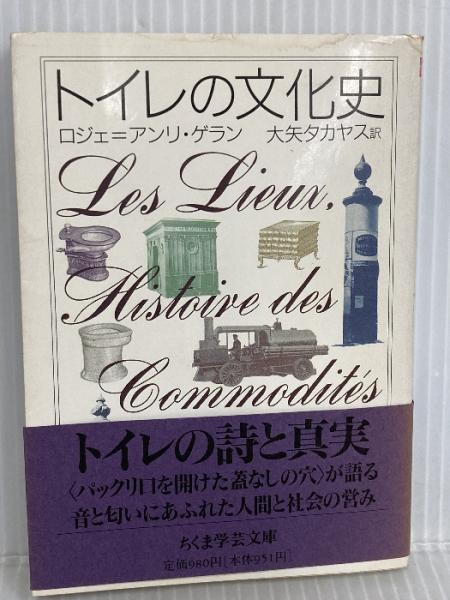 トイレの文化史
ロジェ=アンリ・ゲラン 大矢タカヤス訳
Les Lieux,
Histoire des
Commodités
トイレの詩と真実
〈パックリ口を開けた蓋なしの穴〉が語る
音と匂いにあふれた人間と社会の営み
ちくま学芸文庫
定価980円[本体951円]